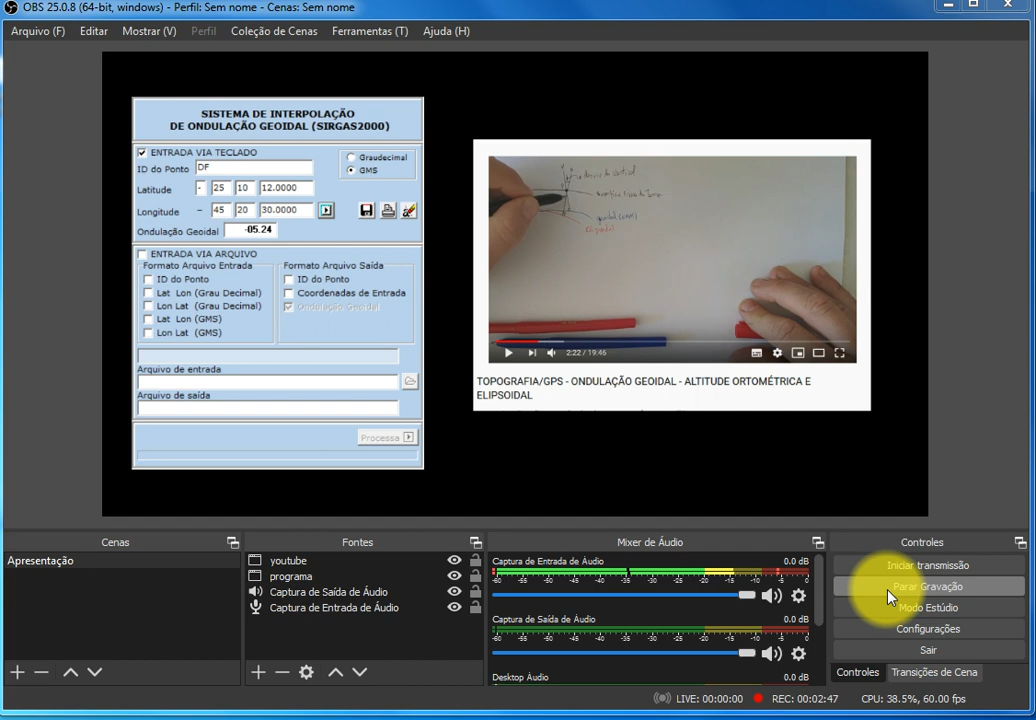 OBS 25.0.8 (64-bit, windows) - Perfil: Sem nome - Cenas: Sem nome
Arquivo (F) Editar Mostrar (V) Perfil Coleção de Cenas Ferramentas (T) Ajuda (H)
SISTEMA DE INTERPOLAÇÃO
DE ONDULAÇÃO GEOIDAL (SIRGAS2000)
ENTRADA VIA TECLADO
ID do Ponto DF
Graudecimal
GMS
Latitude - 25 10 12.0000
Longitude - 45 20 30.0000
Ondulação Geoidal -05.24
ENTRADA VIA ARQUIVO
Formato Arquivo Entrada
ID do Ponto
Lat Lon (Grau Decimal)
Lon Lat (Grau Decimal)
Lat Lon (GMS)
Lon Lat (GMS)
Formato Arquivo Saída
ID do Ponto
Coordenadas de Entrada
Ondulação Geoidal
Arquivo de entrada
Arquivo de saída
Processa
2:22 / 19:46
TOPOGRAFIA/GPS - ONDULAÇÃO GEOIDAL - ALTITUDE ORTOMÉTRICA E
ELIPSOIDAL
Cenas
Apresentação
Fontes
youtube
programa
Captura de Saída de Áudio
Captura de Entrada de Áudio
Mixer de Áudio
Captura de Entrada de Áudio 0.0 dB
-60 -55 -50 -45 -40 -35 -30 -25 -20 -15 -10 -5 0
Captura de Saída de Áudio 0.0 dB
-60 -55 -50 -45 -40 -35 -30 -25 -20 -15 -10 -5 0
Desktop Áudio 0.0 dB
Controles
Iniciar transmissão
Parar Gravação
Modo Estúdio
Configurações
Sair
Controles Transições de Cena
LIVE: 00:00:00 REC: 00:02:47 CPU: 38.5%, 60.00 fps